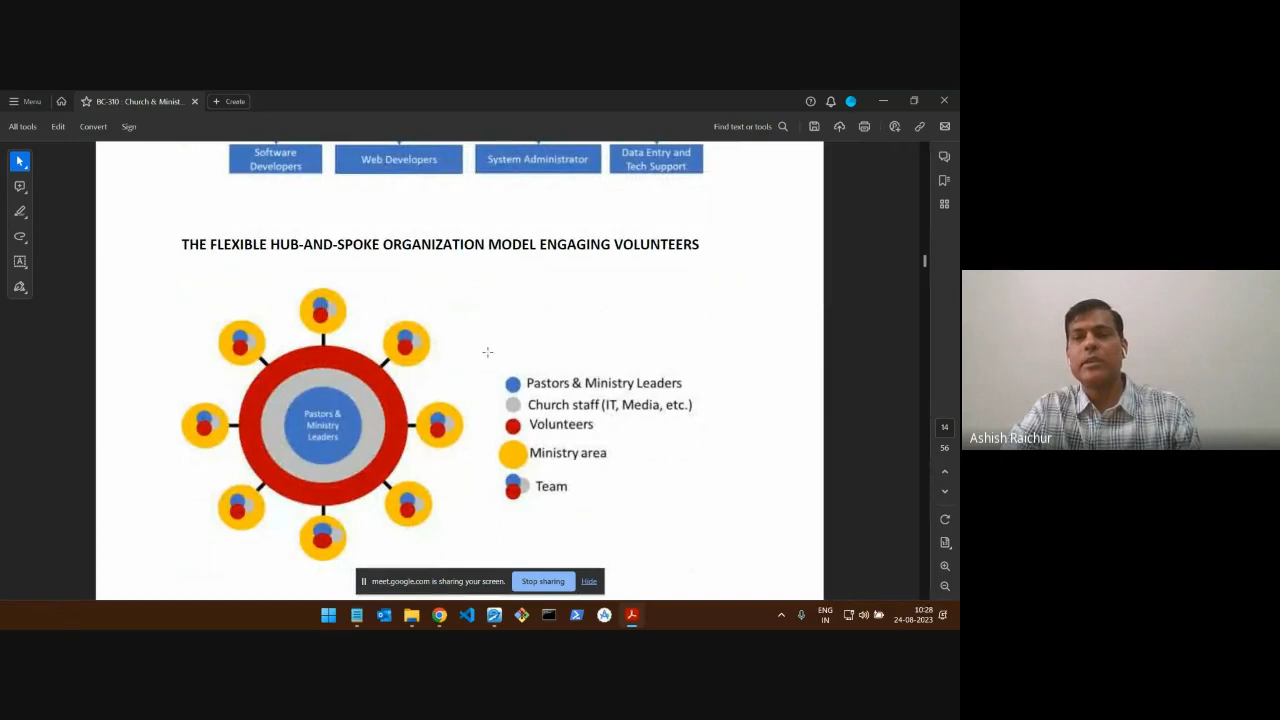 Menu
BC-310 : Church & Minist...
Create
All tools
Edit
Convert
Sign
Find text or tools
Software Developers
Web Developers
System Administrator
Data Entry and Tech Support
THE FLEXIBLE HUB-AND-SPOKE ORGANIZATION MODEL ENGAGING VOLUNTEERS
Pastors &
Ministry
Leaders
Pastors & Ministry Leaders
Church staff (IT, Media, etc.)
Volunteers
Ministry area
Team
14
56
Ashish Raichur
meet.google.com is sharing your screen.
Stop sharing
Hide
ENG
IN
10:28
24-08-2023